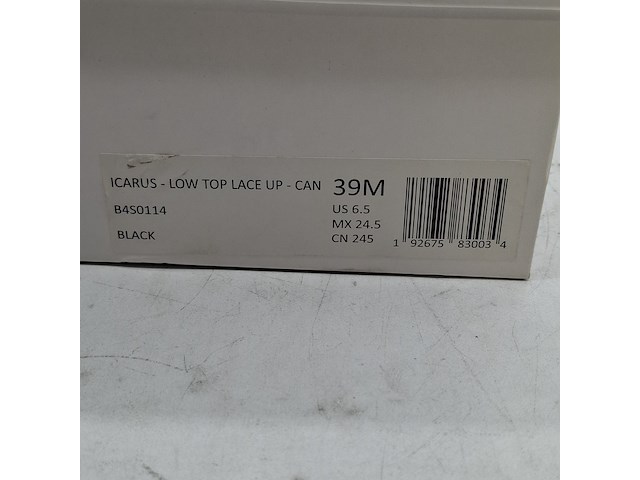 ICARUS - LOW TOP LACE UP - CAN
B4S0114
BLACK
39M
US 6.5
MX 24.5
CN 245
1 92675 83003 4